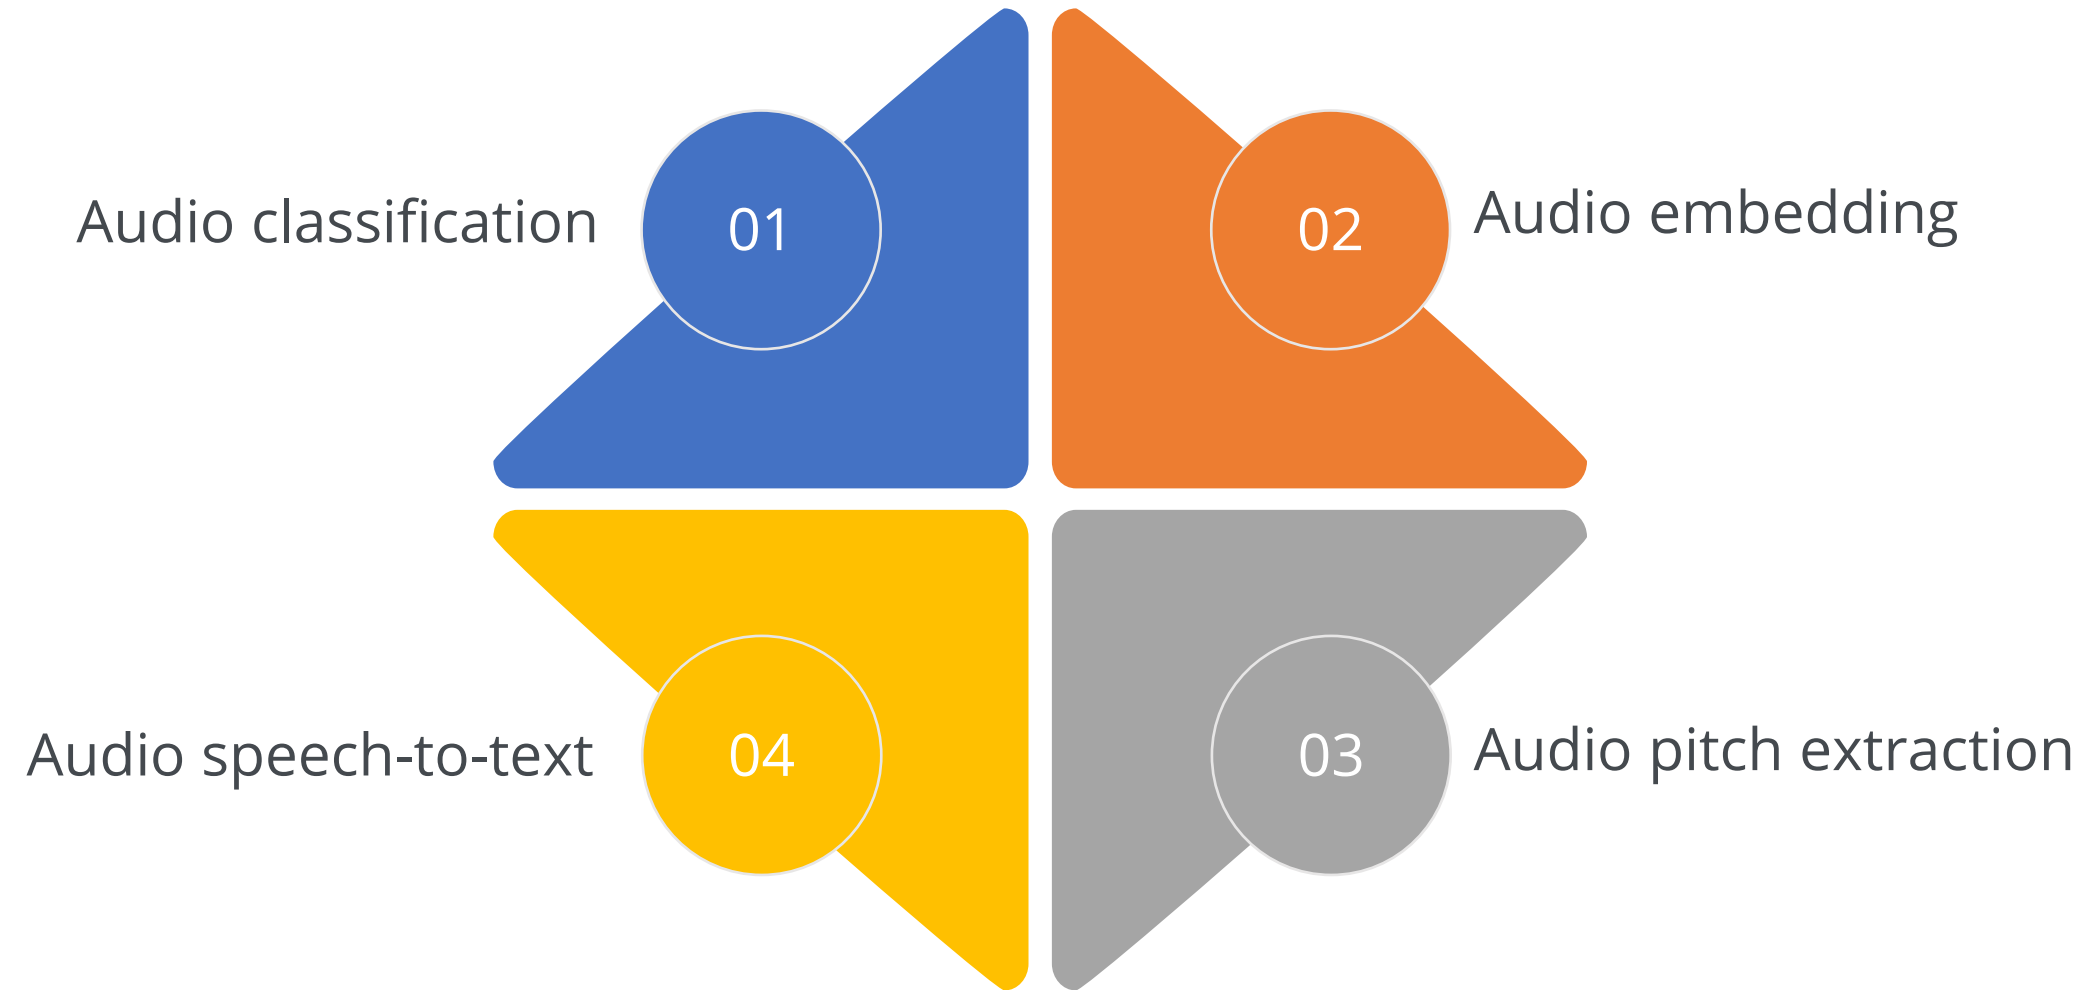 Audio classification
01
02
Audio embedding
Audio speech-to-text
04
03
Audio pitch extraction